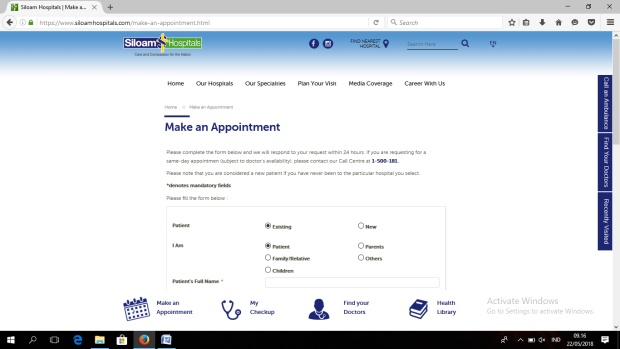 Siloam Hospitals | Make a...
https://www.siloamhospitals.com/make-an-appointment.html
Search
Siloam Hospitals
Care and Compassion for the Nation
FIND NEAREST
HOSPITAL
Search Here
EN
Home Our Hospitals Our Specialties Plan Your Visit Media Coverage Career With Us
Home Make an Appointment
Make an Appointment
Please complete the form below and we will respond to your request within 24 hours. If you are requesting for a
same-day appointmen (subject to doctor's availability), please contact our Call Centre at 1-500-181.
Please note that you are considered a new patient if you have never been to the particular hospital you select.
*denotes mandatory fields
Please fill the form below :
Patient Existing New
I Am Patient Parents
Family/Relative Others
Children
Patient's Full Name *
Call an Ambulance
Find Your Doctors
Recently Visited
Make an
Appointment
My
Checkup
Find your
Doctors
Health
Library
Activate Windows
Go to Settings to activate Windows.
IND
09.16
22/05/2018